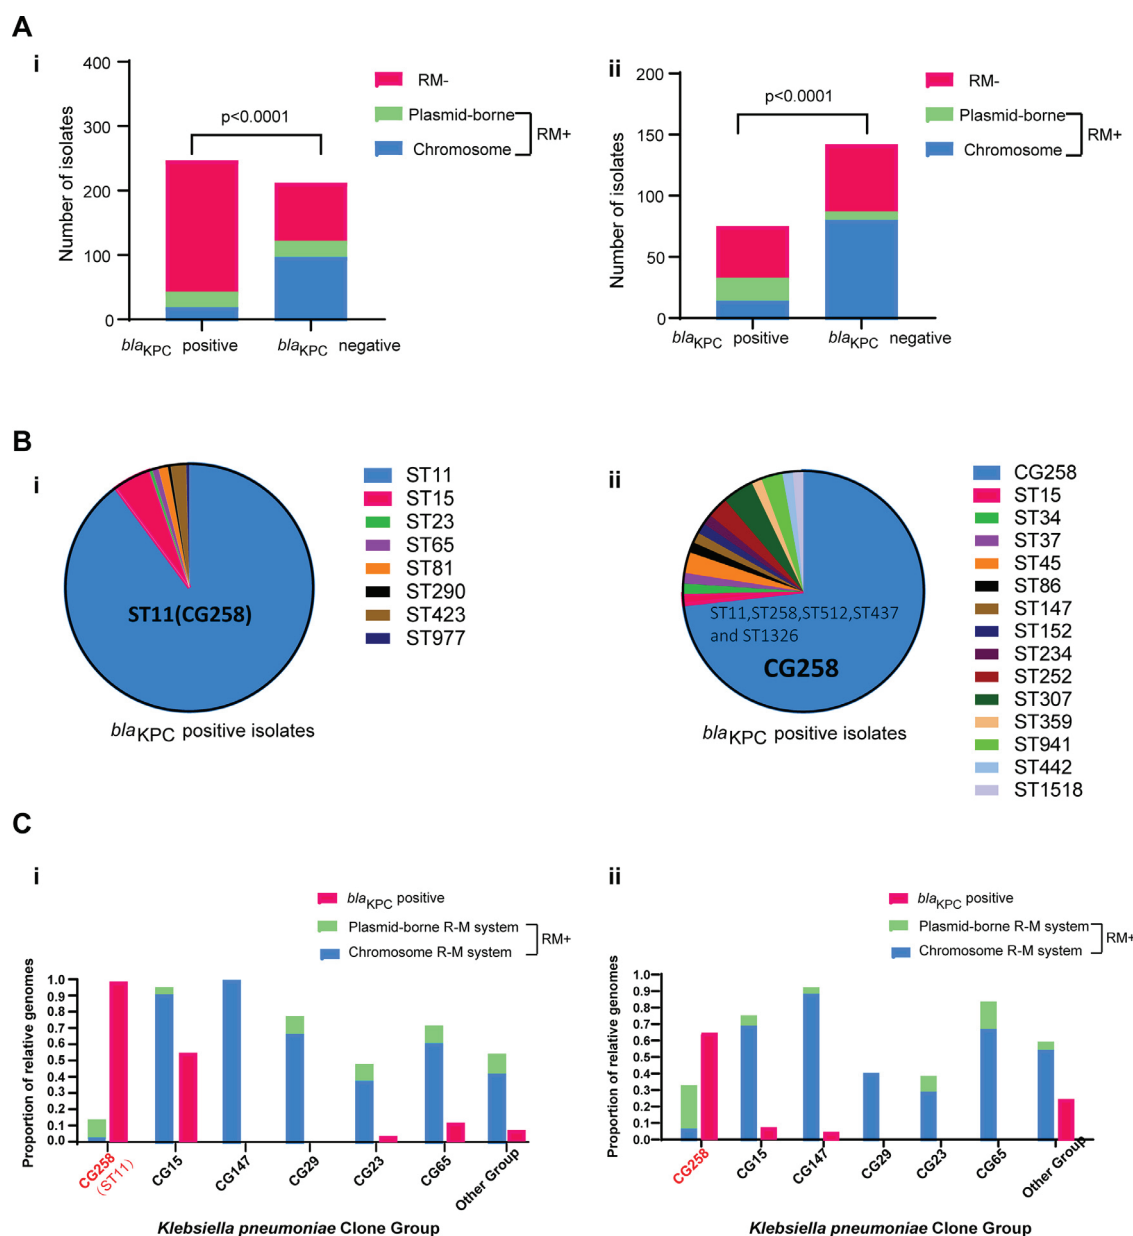 A
i
400
300
200
100
0
Number of isolates
p<0.0001
RM-
Plasmid-borne
Chromosome
RM+
blaKPC positive
blaKPC negative
ii
200
150
100
50
0
Number of isolates
p<0.0001
RM-
Plasmid-borne
Chromosome
RM+
blaKPC positive
blaKPC negative
B
i
ST11(CG258)
blaKPC positive isolates
ST11
ST15
ST23
ST65
ST81
ST290
ST423
ST977
ii
ST11,ST258,ST512,ST437
and ST1326
CG258
blaKPC positive isolates
CG258
ST15
ST34
ST37
ST45
ST86
ST147
ST152
ST234
ST252
ST307
ST359
ST941
ST442
ST1518
C
i
blaKPC positive
Plasmid-borne R-M system
Chromosome R-M system
RM+
Proportion of relative genomes
1.0
0.9
0.8
0.7
0.6
0.5
0.4
0.3
0.2
0.1
0.0
CG258
(ST11)
CG15
CG147
CG29
CG23
CG65
Other Group
Klebsiella pneumoniae Clone Group
ii
blaKPC positive
Plasmid-borne R-M system
Chromosome R-M system
RM+
Proportion of relative genomes
1.0
0.9
0.8
0.7
0.6
0.5
0.4
0.3
0.2
0.1
0.0
CG258
CG15
CG147
CG29
CG23
CG65
Other Group
Klebsiella pneumoniae Clone Group